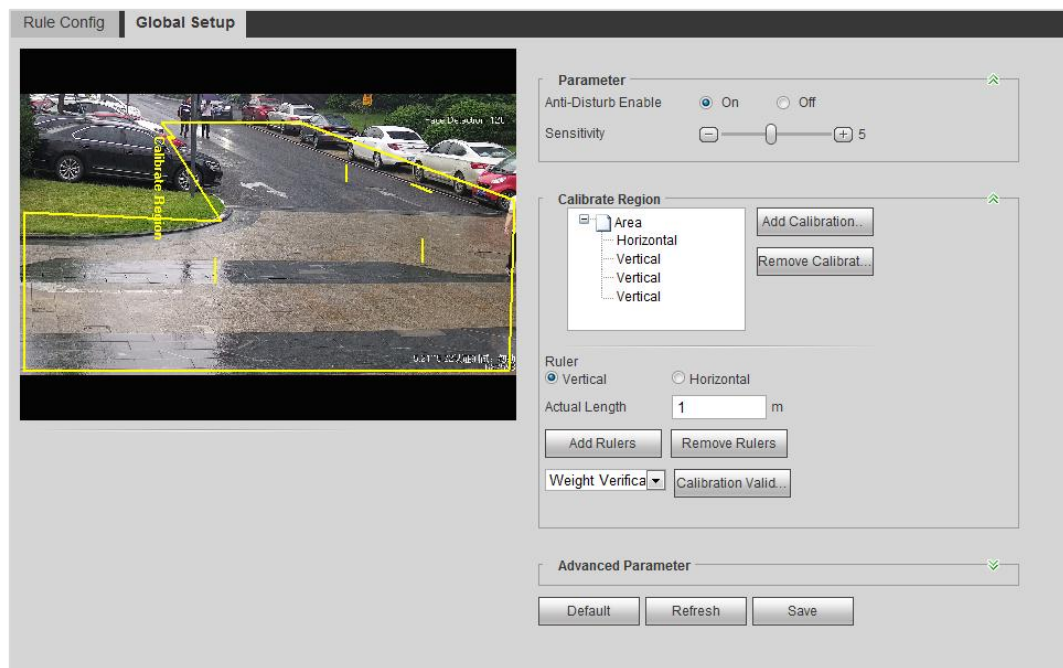 Rule Config
Global Setup
Calibrate Region
Parameter
Anti-Disturb Enable
On
Off
Sensitivity
5
Calibrate Region
Area
Horizontal
Vertical
Vertical
Vertical
Add Calibration..
Remove Calibrat...
Ruler
Vertical
Horizontal
Actual Length
1
m
Add Rulers
Remove Rulers
Weight Verifica
Calibration Valid...
Advanced Parameter
Default
Refresh
Save